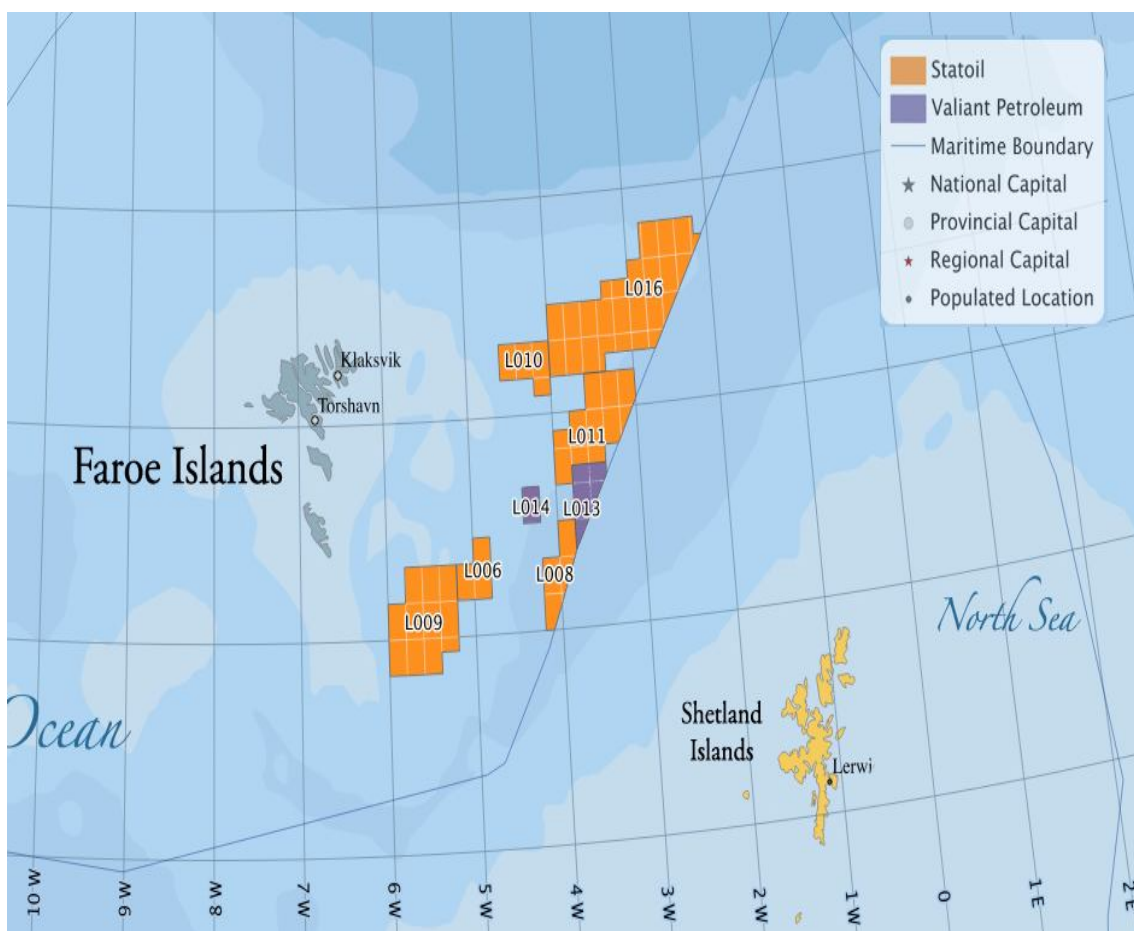 Statoil
Valiant Petroleum
Maritime Boundary
National Capital
Provincial Capital
Regional Capital
Populated Location
L016
L010
Klaksvik
Torshavn
L011
Faroe Islands
L014
L013
L006
L008
L009
North Sea
Ocean
Shetland
Islands
Lerwi
10 W
9 W
8 W
7 W
6 W
5 W
4 W
3 W
2 W
1 W
0
1 E
2 E